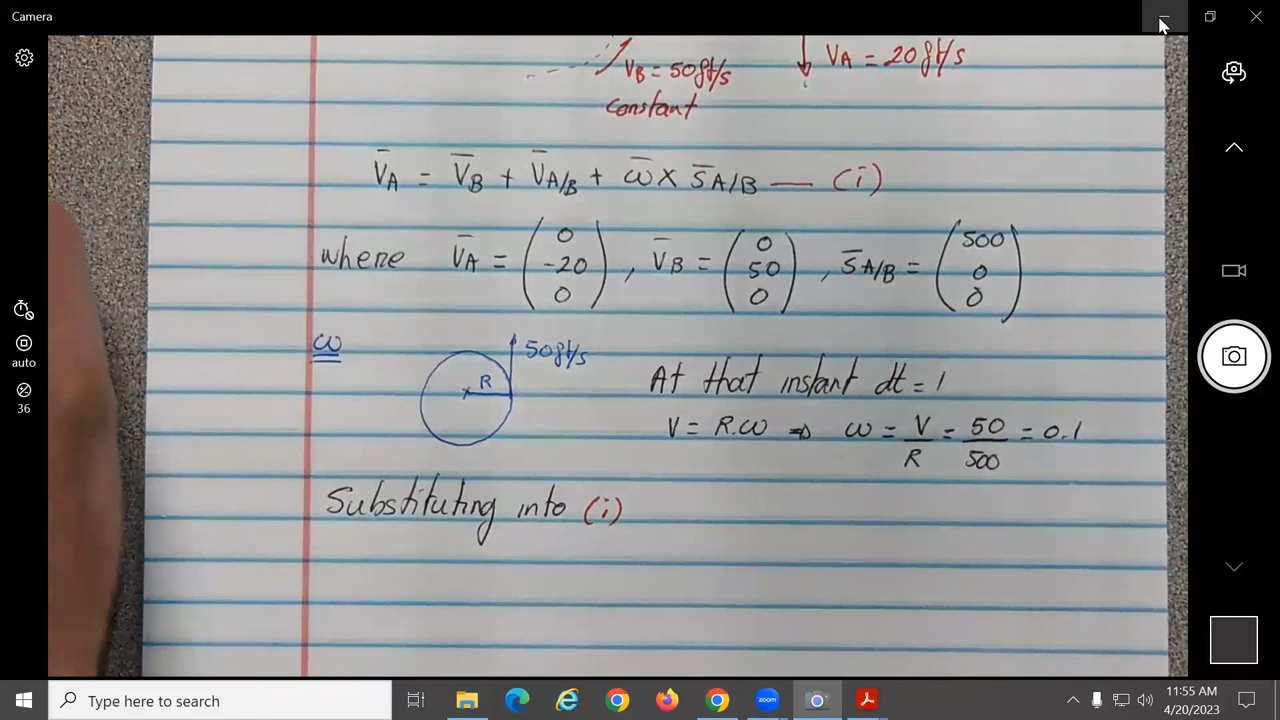 Camera
V_B = 50ft/s
constant
V_A = 20ft/s
V̄_A = V̄_B + V̄_A/B + ω̄ × S̄_A/B — (i)
where V̄_A = (0 -20 0), V̄_B = (0 50 0), S̄_A/B = (500 0 0)
ω
R
50ft/s
At that instant dt = 1
V = R.ω ⇒ ω = V/R = 50/500 = 0.1
Substituting into (i)
auto
36
Type here to search
zoom
11:55 AM
4/20/2023